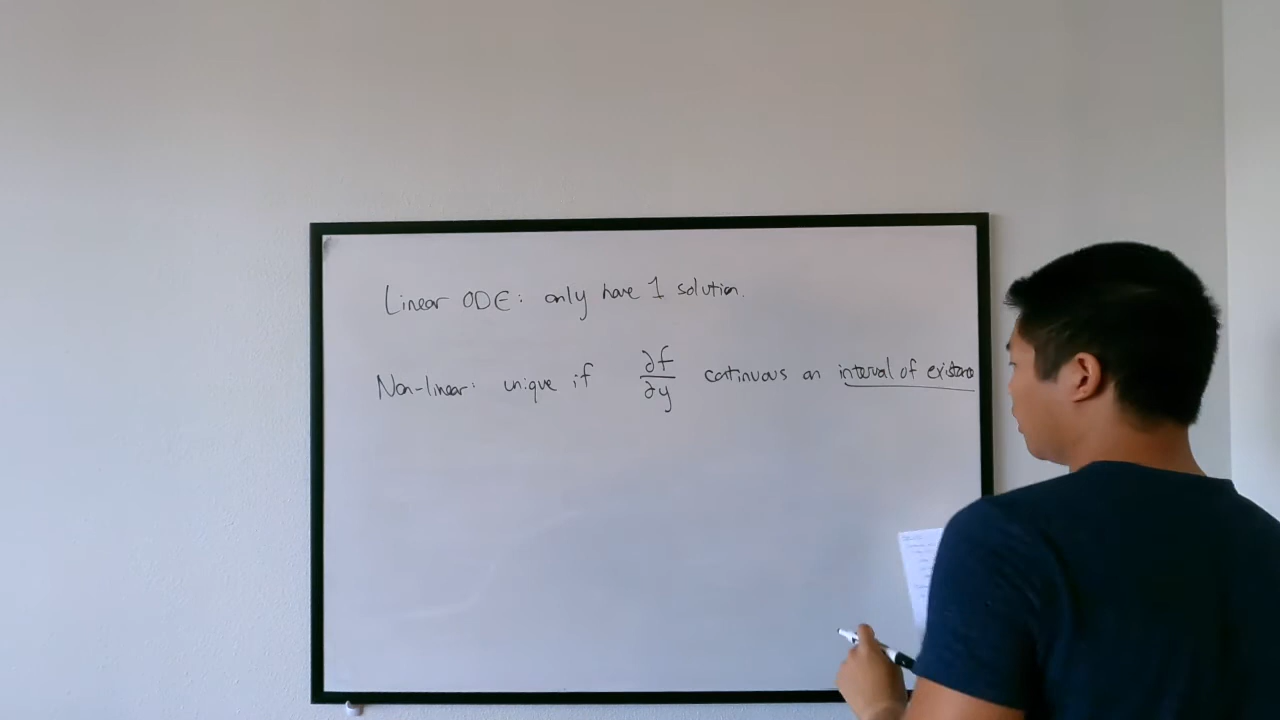 Linear ODE: only have 1 solution.
Non-linear: unique if ∂f/∂y continuous on interval of existence